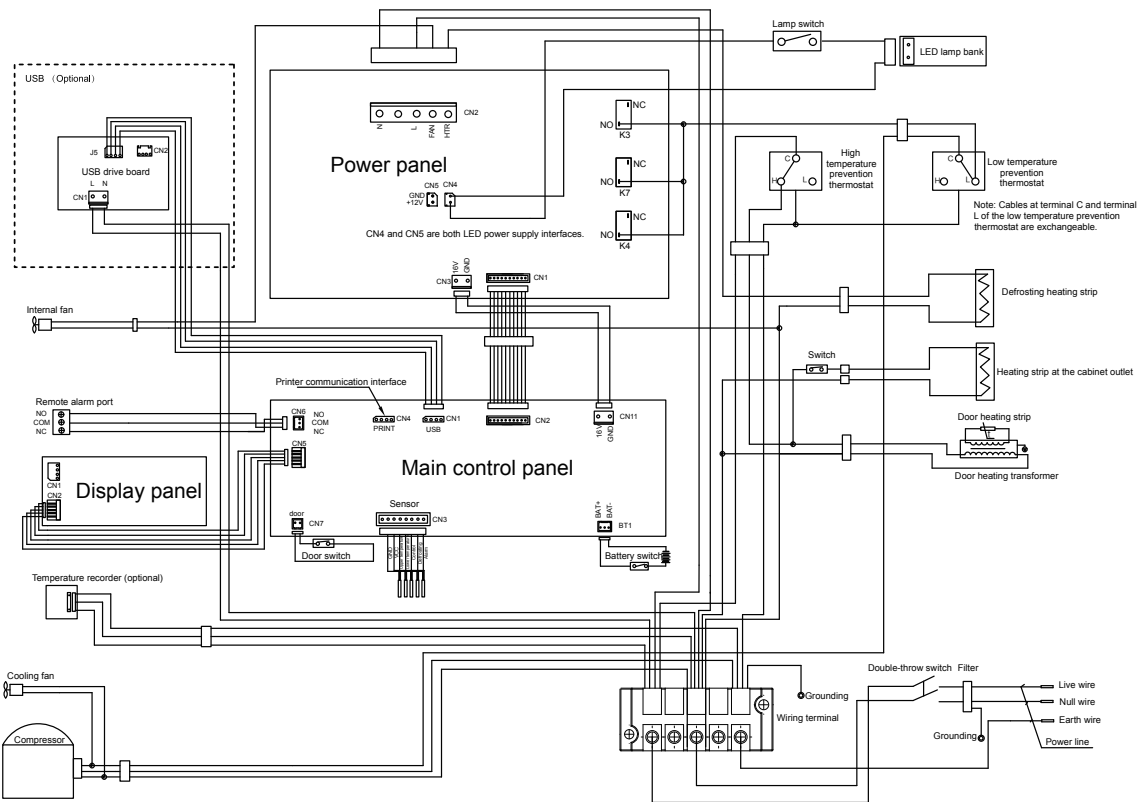 Lamp switch
LED lamp bank
USB （Optional）
J5
CN2
USB drive board
L N
CN1
CN2
N
L
FAN
HTR
Power panel
CN5
CN4
GND
+12V
CN4 and CN5 are both LED power supply interfaces.
NC
NO
K3
NC
NO
K7
NC
NO
K4
CN3
16V
GND
CN1
C
H
L
High
temperature
prevention
thermostat
C
H
L
Low temperature
prevention
thermostat
Note: Cables at terminal C and terminal
L of the low temperature prevention
thermostat are exchangeable.
Internal fan
Defrosting heating strip
Switch
Heating strip at the cabinet outlet
Printer communication interface
Remote alarm port
NO
COM
NC
CN6
NO
COM
NC
CN4
PRINT
CN1
USB
CN2
CN11
16V
GND
Door heating strip
Door heating transformer
CN5
Main control panel
CN1
CN2
Display panel
Sensor
CN3
door
CN7
Door switch
GND
BAT+
BAT-
BT1
Battery switch
Temperature recorder (optional)
Cooling fan
Compressor
Grounding
Wiring terminal
Double-throw switch
Filter
Live wire
Null wire
Earth wire
Grounding
Power line